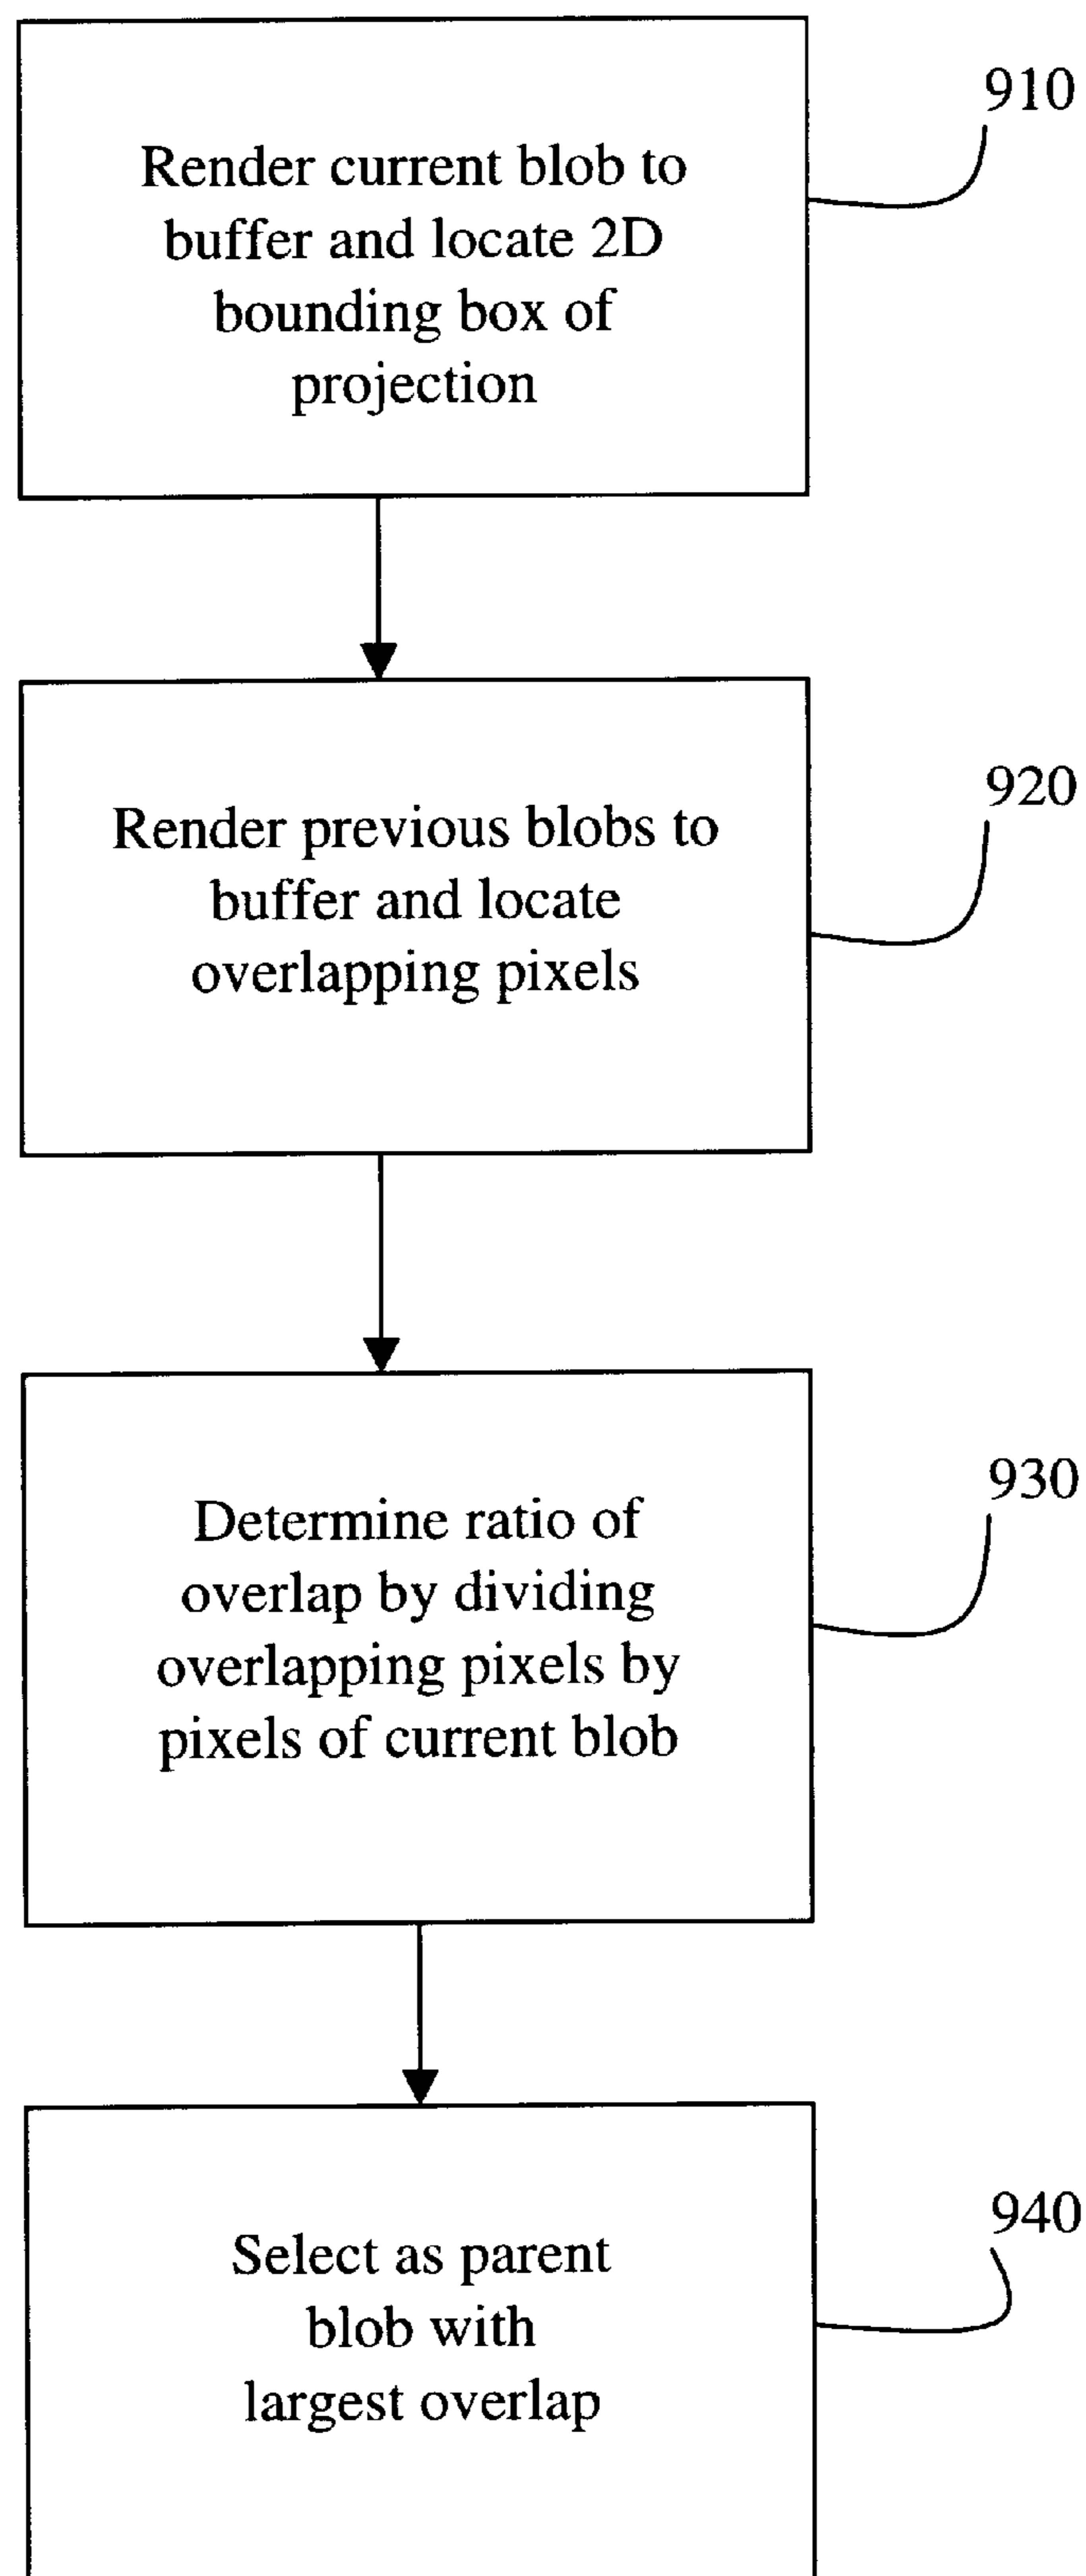 910
Render current blob to
buffer and locate 2D
bounding box of
projection
920
Render previous blobs to
buffer and locate
overlapping pixels
930
Determine ratio of
overlap by dividing
overlapping pixels by
pixels of current blob
940
Select as parent
blob with
largest overlap